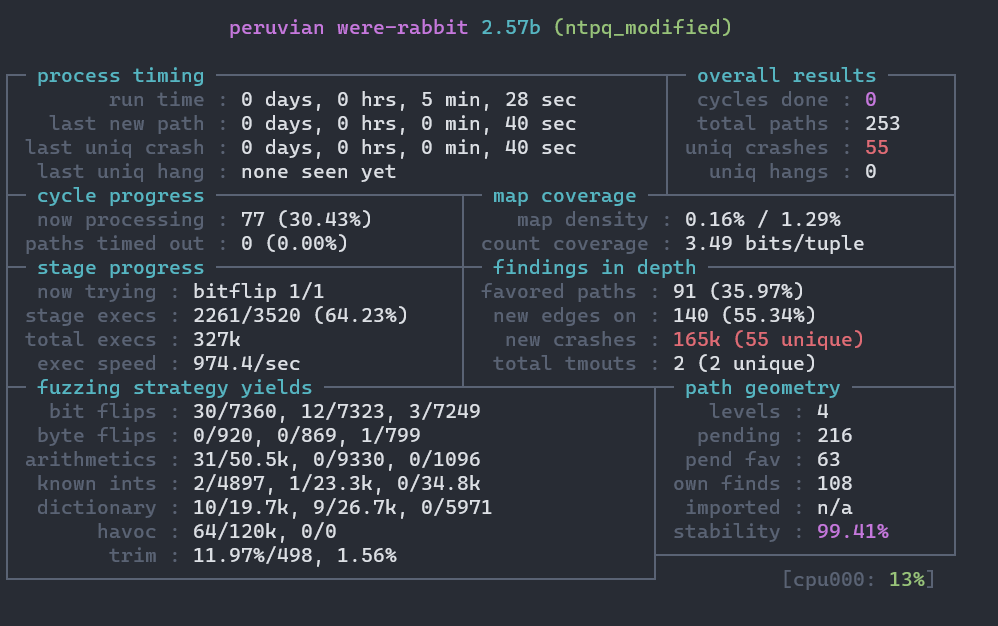 peruvian were-rabbit 2.57b (ntpq_modified)
process timing overall results
run time : 0 days, 0 hrs, 5 min, 28 sec cycles done : 0
last new path : 0 days, 0 hrs, 0 min, 40 sec total paths : 253
last uniq crash : 0 days, 0 hrs, 0 min, 40 sec uniq crashes : 55
last uniq hang : none seen yet uniq hangs : 0
cycle progress map coverage
now processing : 77 (30.43%) map density : 0.16% / 1.29%
paths timed out : 0 (0.00%) count coverage : 3.49 bits/tuple
stage progress findings in depth
now trying : bitflip 1/1 favored paths : 91 (35.97%)
stage execs : 2261/3520 (64.23%) new edges on : 140 (55.34%)
total execs : 327k new crashes : 165k (55 unique)
exec speed : 974.4/sec total tmouts : 2 (2 unique)
fuzzing strategy yields path geometry
bit flips : 30/7360, 12/7323, 3/7249 levels : 4
byte flips : 0/920, 0/869, 1/799 pending : 216
arithmetics : 31/50.5k, 0/9330, 0/1096 pend fav : 63
known ints : 2/4897, 1/23.3k, 0/34.8k own finds : 108
dictionary : 10/19.7k, 9/26.7k, 0/5971 imported : n/a
havoc : 64/120k, 0/0 stability : 99.41%
trim : 11.97%/498, 1.56%
[cpu000: 13%]